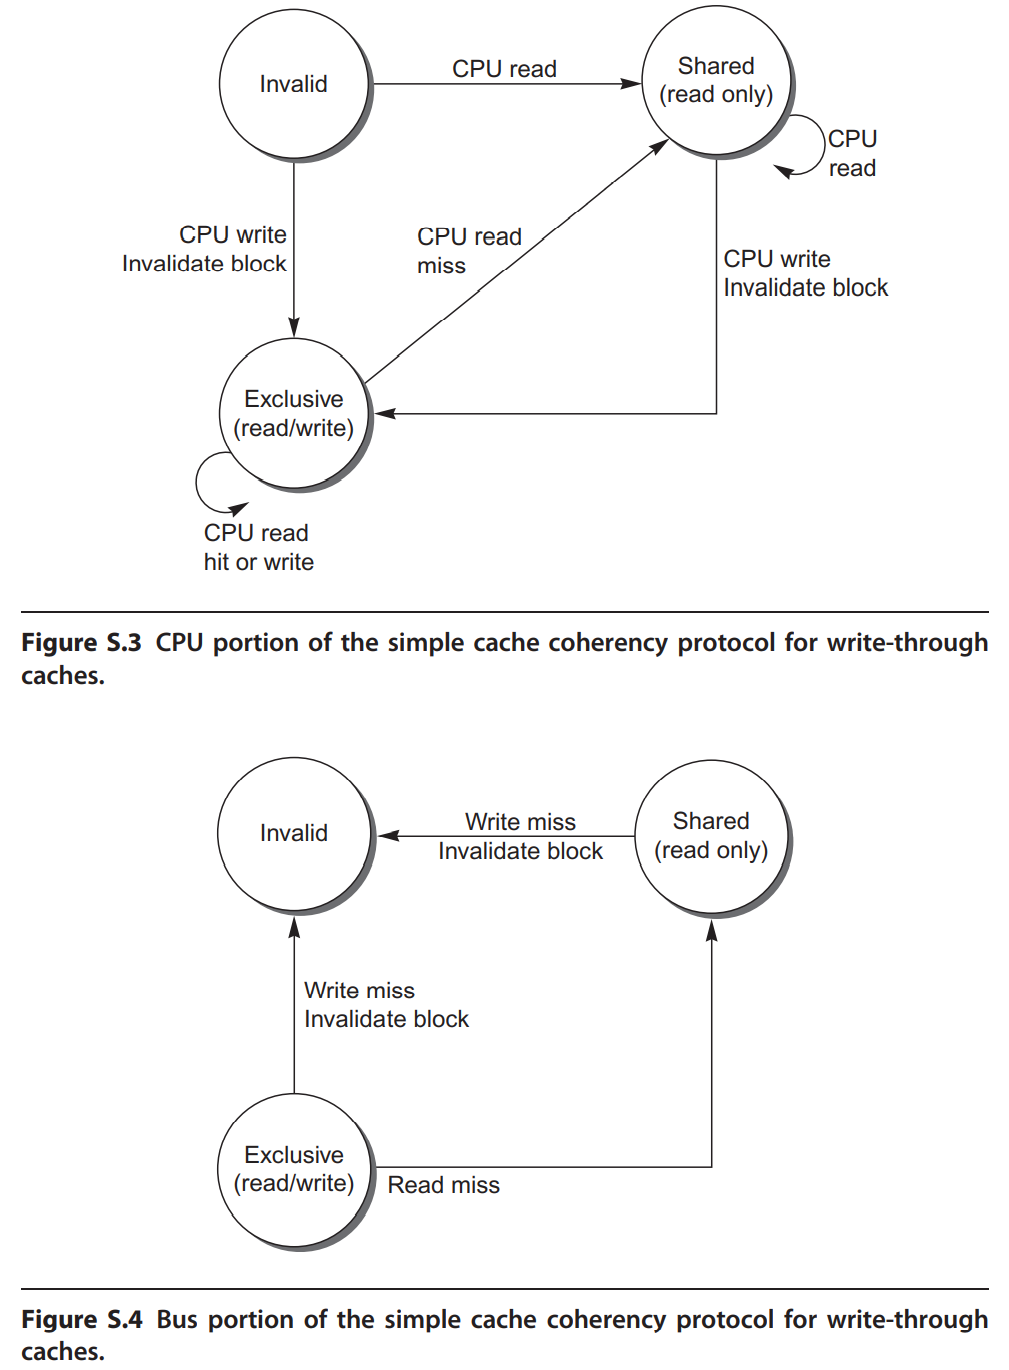 Invalid
CPU read
Shared
(read only)
CPU
read
CPU write
Invalidate block
CPU read
miss
CPU write
Invalidate block
Exclusive
(read/write)
CPU read
hit or write
Figure S.3 CPU portion of the simple cache coherency protocol for write-through
caches.
Invalid
Write miss
Invalidate block
Shared
(read only)
Write miss
Invalidate block
Exclusive
(read/write)
Read miss
Figure S.4 Bus portion of the simple cache coherency protocol for write-through
caches.